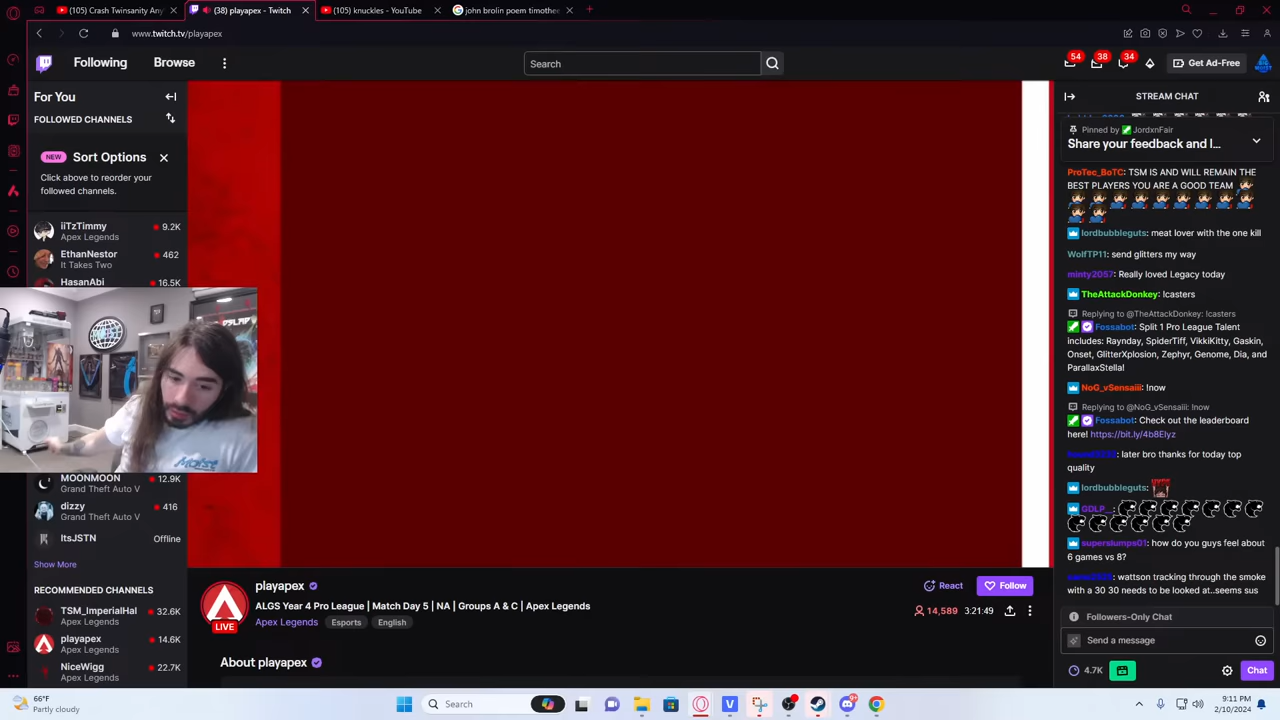 (105) Crash Twinsanity Any
(38) playapex - Twitch
(105) knuckles - YouTube
john brolin poem timothee
www.twitch.tv/playapex
Following
Browse
Search
54
38
34
Get Ad-Free
For You
FOLLOWED CHANNELS
NEW Sort Options
Click above to reorder your
followed channels.
iiTzTimmy
9.2K
Apex Legends
EthanNestor
462
It Takes Two
HasanAbi
16.5K
MOONMOON
12.9K
Grand Theft Auto V
dizzy
416
Grand Theft Auto V
ItsJSTN
Offline
Show More
RECOMMENDED CHANNELS
TSM_ImperialHal
32.6K
Apex Legends
playapex
14.6K
Apex Legends
NiceWigg
22.7K
Apex Legends
playapex
LIVE
ALGS Year 4 Pro League | Match Day 5 | NA | Groups A & C | Apex Legends
Apex Legends
Esports
English
React
Follow
14,589
3:21:49
About playapex
STREAM CHAT
Pinned by JordxnFair
Share your feedback and l...
ProTec_BoTC: TSM IS AND WILL REMAIN THE
BEST PLAYERS YOU ARE A GOOD TEAM
lordbubbleguts: meat lover with the one kill
WolfTP11: send glitters my way
minty2057: Really loved Legacy today
TheAttackDonkey: !casters
Replying to @TheAttackDonkey: !casters
Fossabot: Split 1 Pro League Talent
includes: Raynday, SpiderTiff, VikkiKitty, Gaskin,
Onset, GlitterXplosion, Zephyr, Genome, Dia, and
ParallaxStellal
NoG_vSensaiii: !now
Replying to @NoG_vSensaiii: !now
Fossabot: Check out the leaderboard
here! https://bit.ly/4b8Elyz
later bro thanks for today top
quality
lordbubbleguts:
GDLP_:
superslumps01: how do you guys feel about
6 games vs 8?
wattson tracking through the smoke
with a 30 30 needs to be looked at..seems sus
Followers-Only Chat
Send a message
4.7K
Chat
66°F
Partly cloudy
Search
9:11 PM
2/10/2024